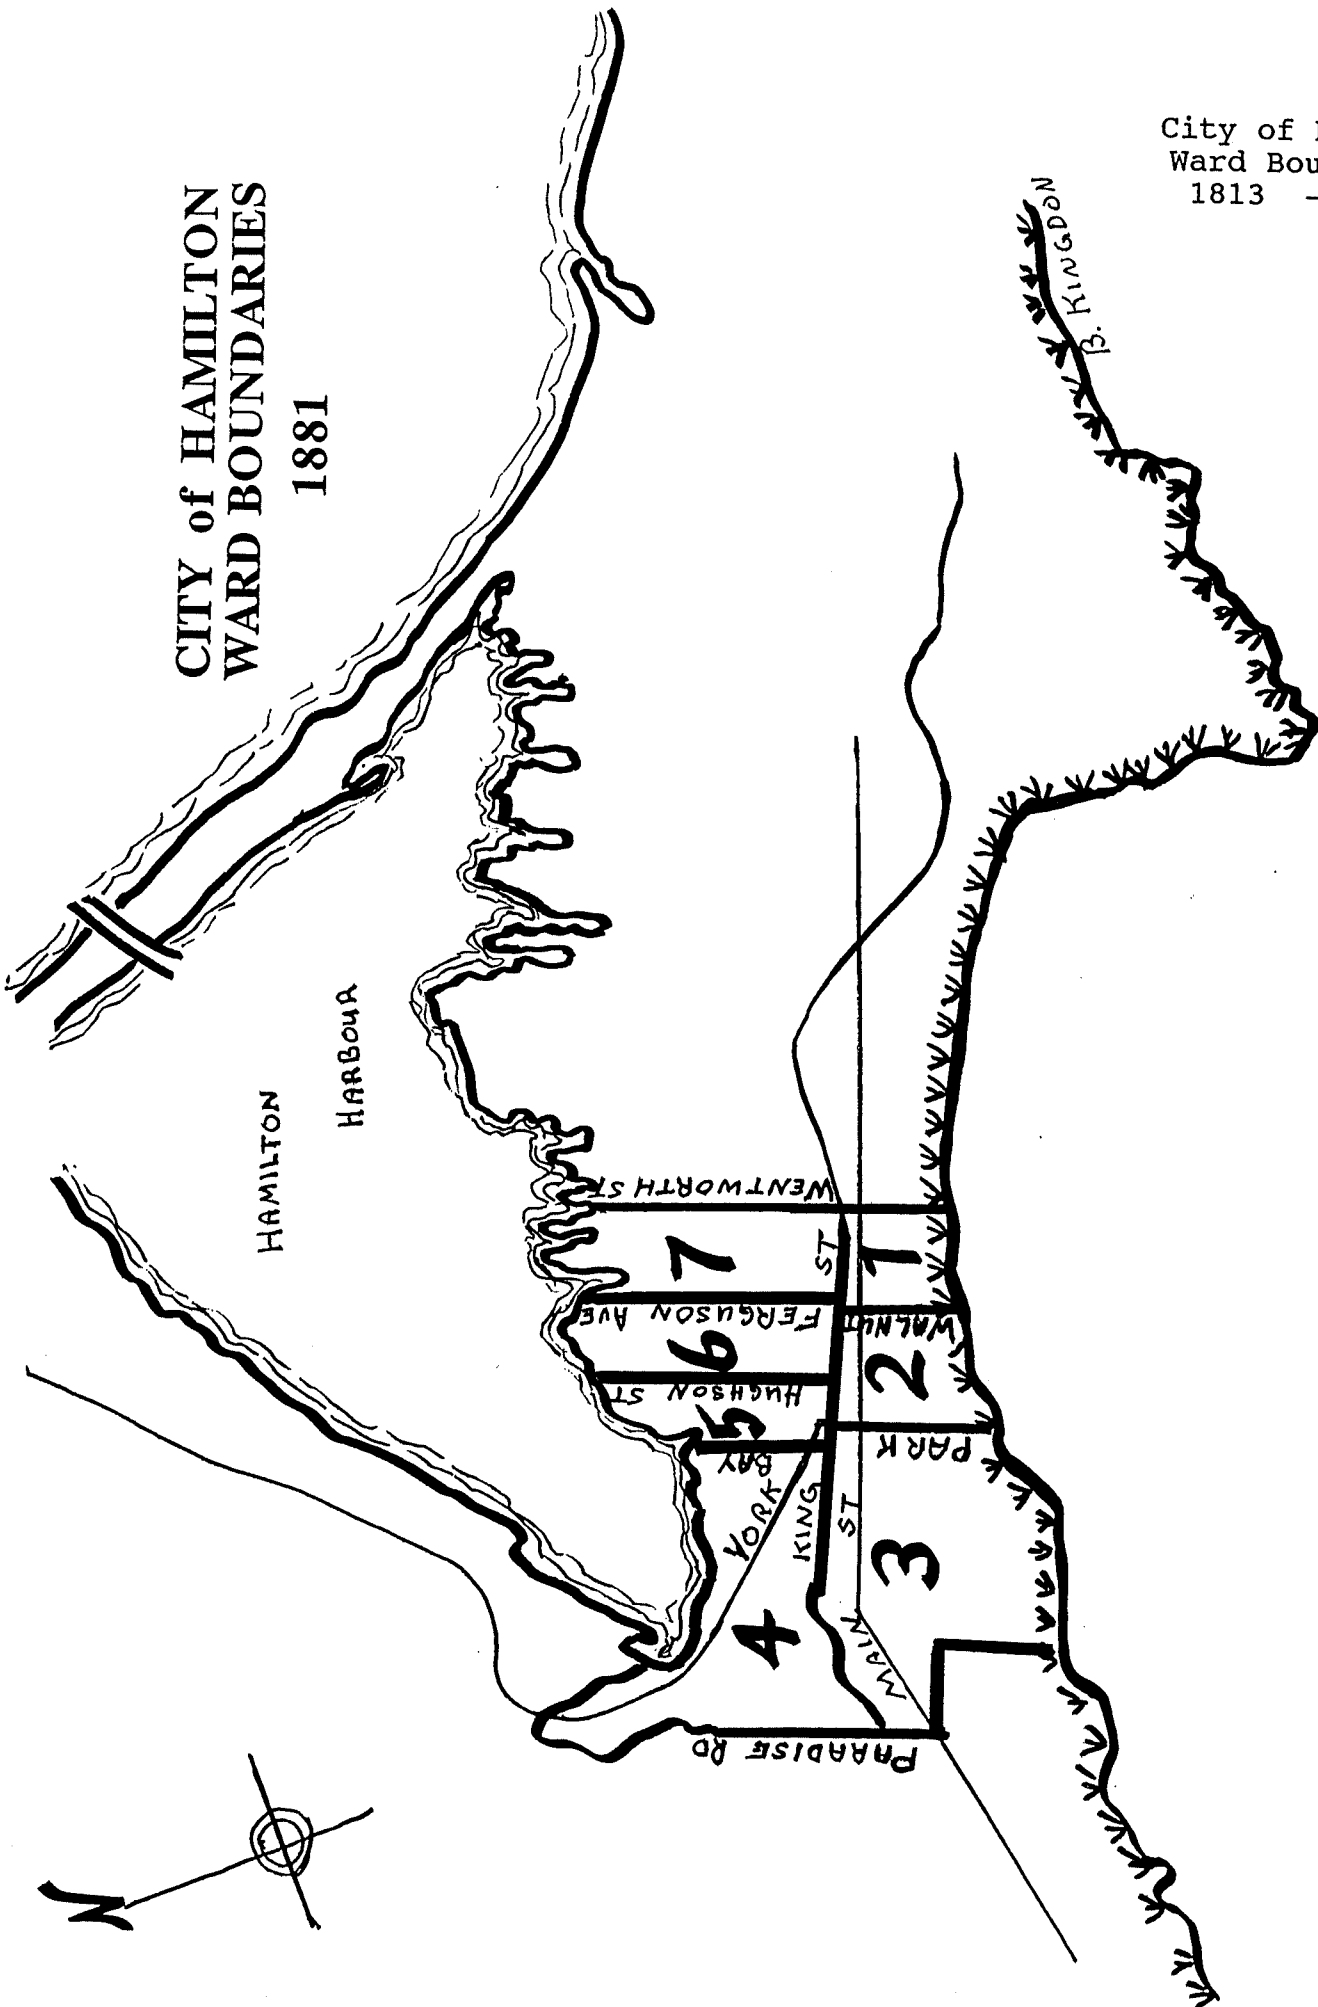 CITY of HAMILTON
WARD BOUNDARIES
1881
City of
Ward Bou
1813 -
B. KINGDON
HAMILTON
HARBOUR
N
WENTWORTH ST
7
FERGUSON AVE
6
HUGHSON ST
5
BAY
YORK
4
KING ST
1
WALNUT
2
PARK
3
MAIN ST
PARADISE RD